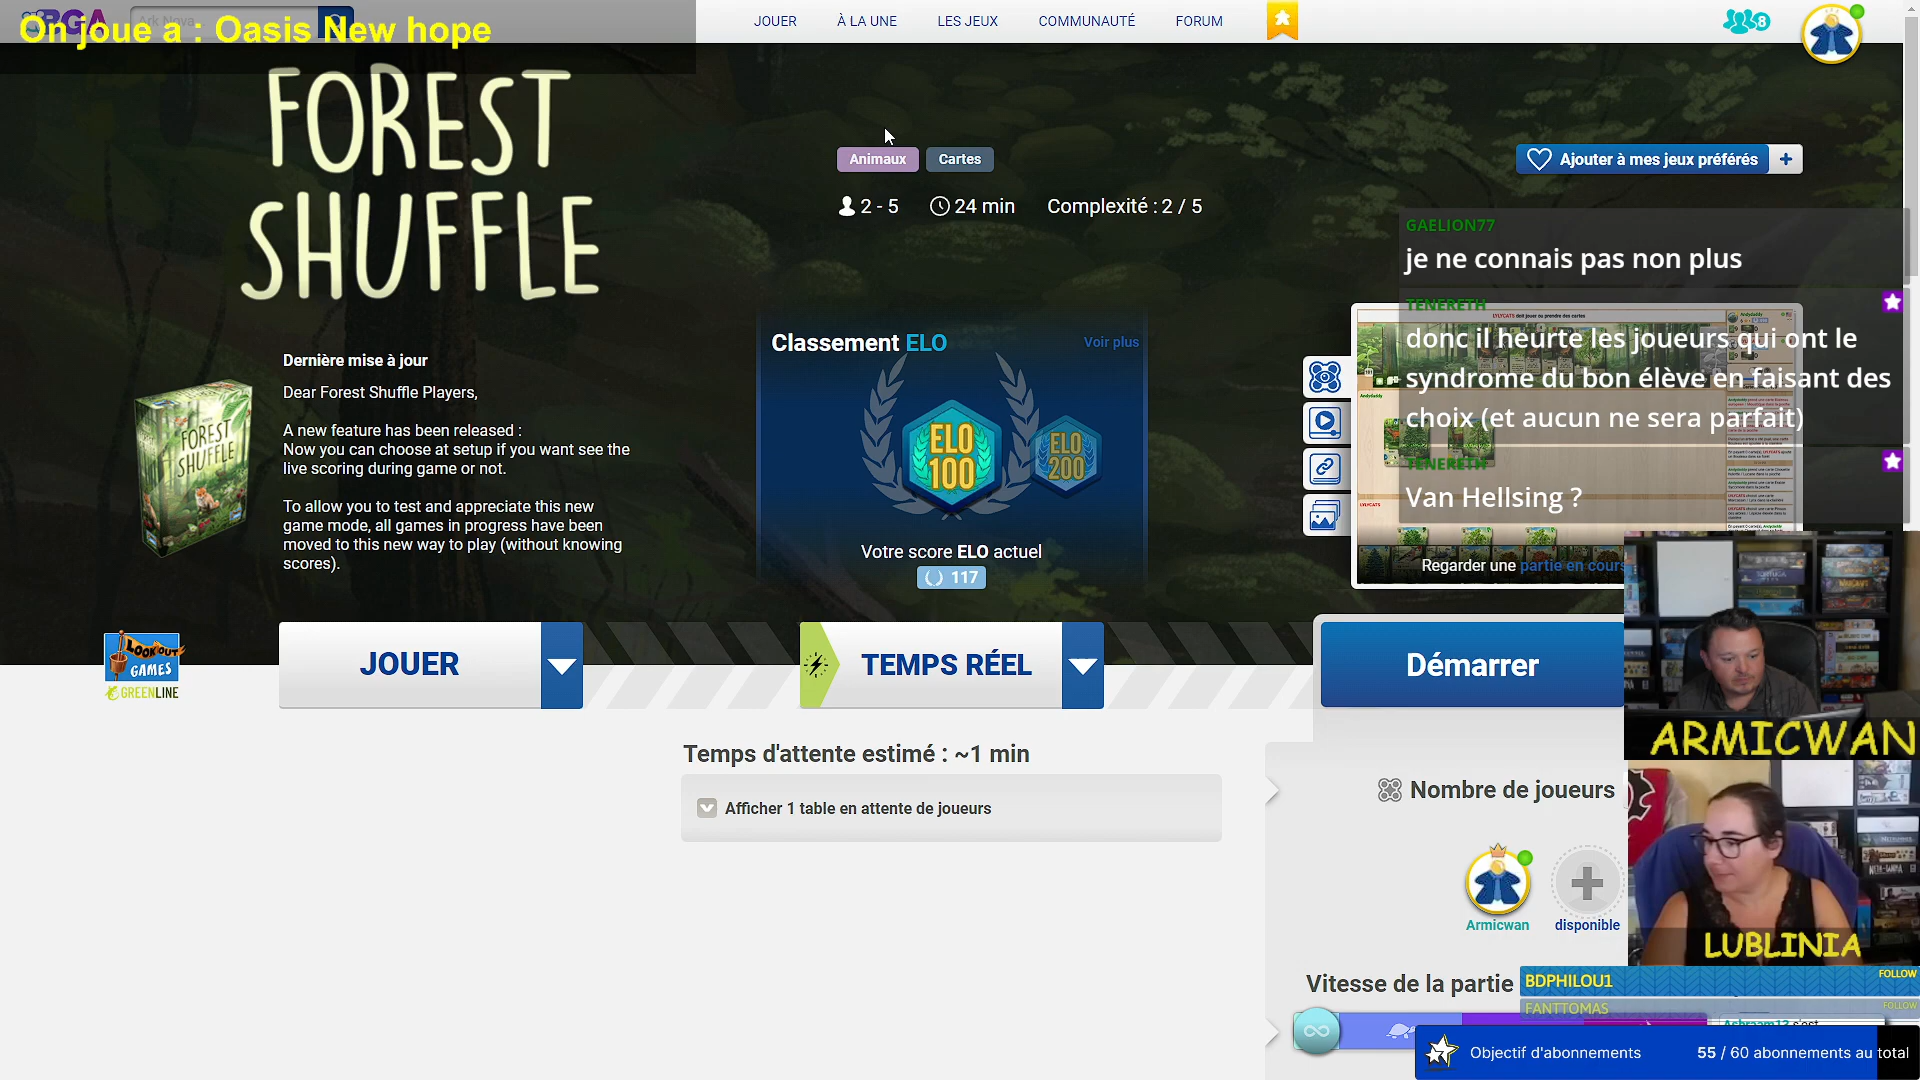 On joue a : Oasis New hope
JOUER
À LA UNE
LES JEUX
COMMUNAUTÉ
FORUM
8
FOREST
SHUFFLE
Animaux
Cartes
2 - 5
24 min
Complexité : 2 / 5
Ajouter à mes jeux préférés
+
GAELION77
je ne connais pas non plus
TENERETH
donc il heurte les joueurs qui ont le
syndrome du bon élève en faisant des
choix (et aucun ne sera parfait)
TENERETH
Van Hellsing ?
Classement ELO
Voir plus
ELO
100
ELO
200
Votre score ELO actuel
117
Dernière mise à jour
Dear Forest Shuffle Players,
A new feature has been released :
Now you can choose at setup if you want see the
live scoring during game or not.
To allow you to test and appreciate this new
game mode, all games in progress have been
moved to this new way to play (without knowing
scores).
FOREST
SHUFFLE
Regarder une partie en cours
LOOKOUT
GAMES
GREENLINE
JOUER
TEMPS RÉEL
Démarrer
ARMICWAN
Temps d'attente estimé : ~1 min
Afficher 1 table en attente de joueurs
Nombre de joueurs
Armicwan
disponible
LUBLINIA
Vitesse de la partie
BDPHILOU1
FOLLOW
FANTTOMAS
FOLLOW
Objectif d'abonnements
55 / 60 abonnements au total